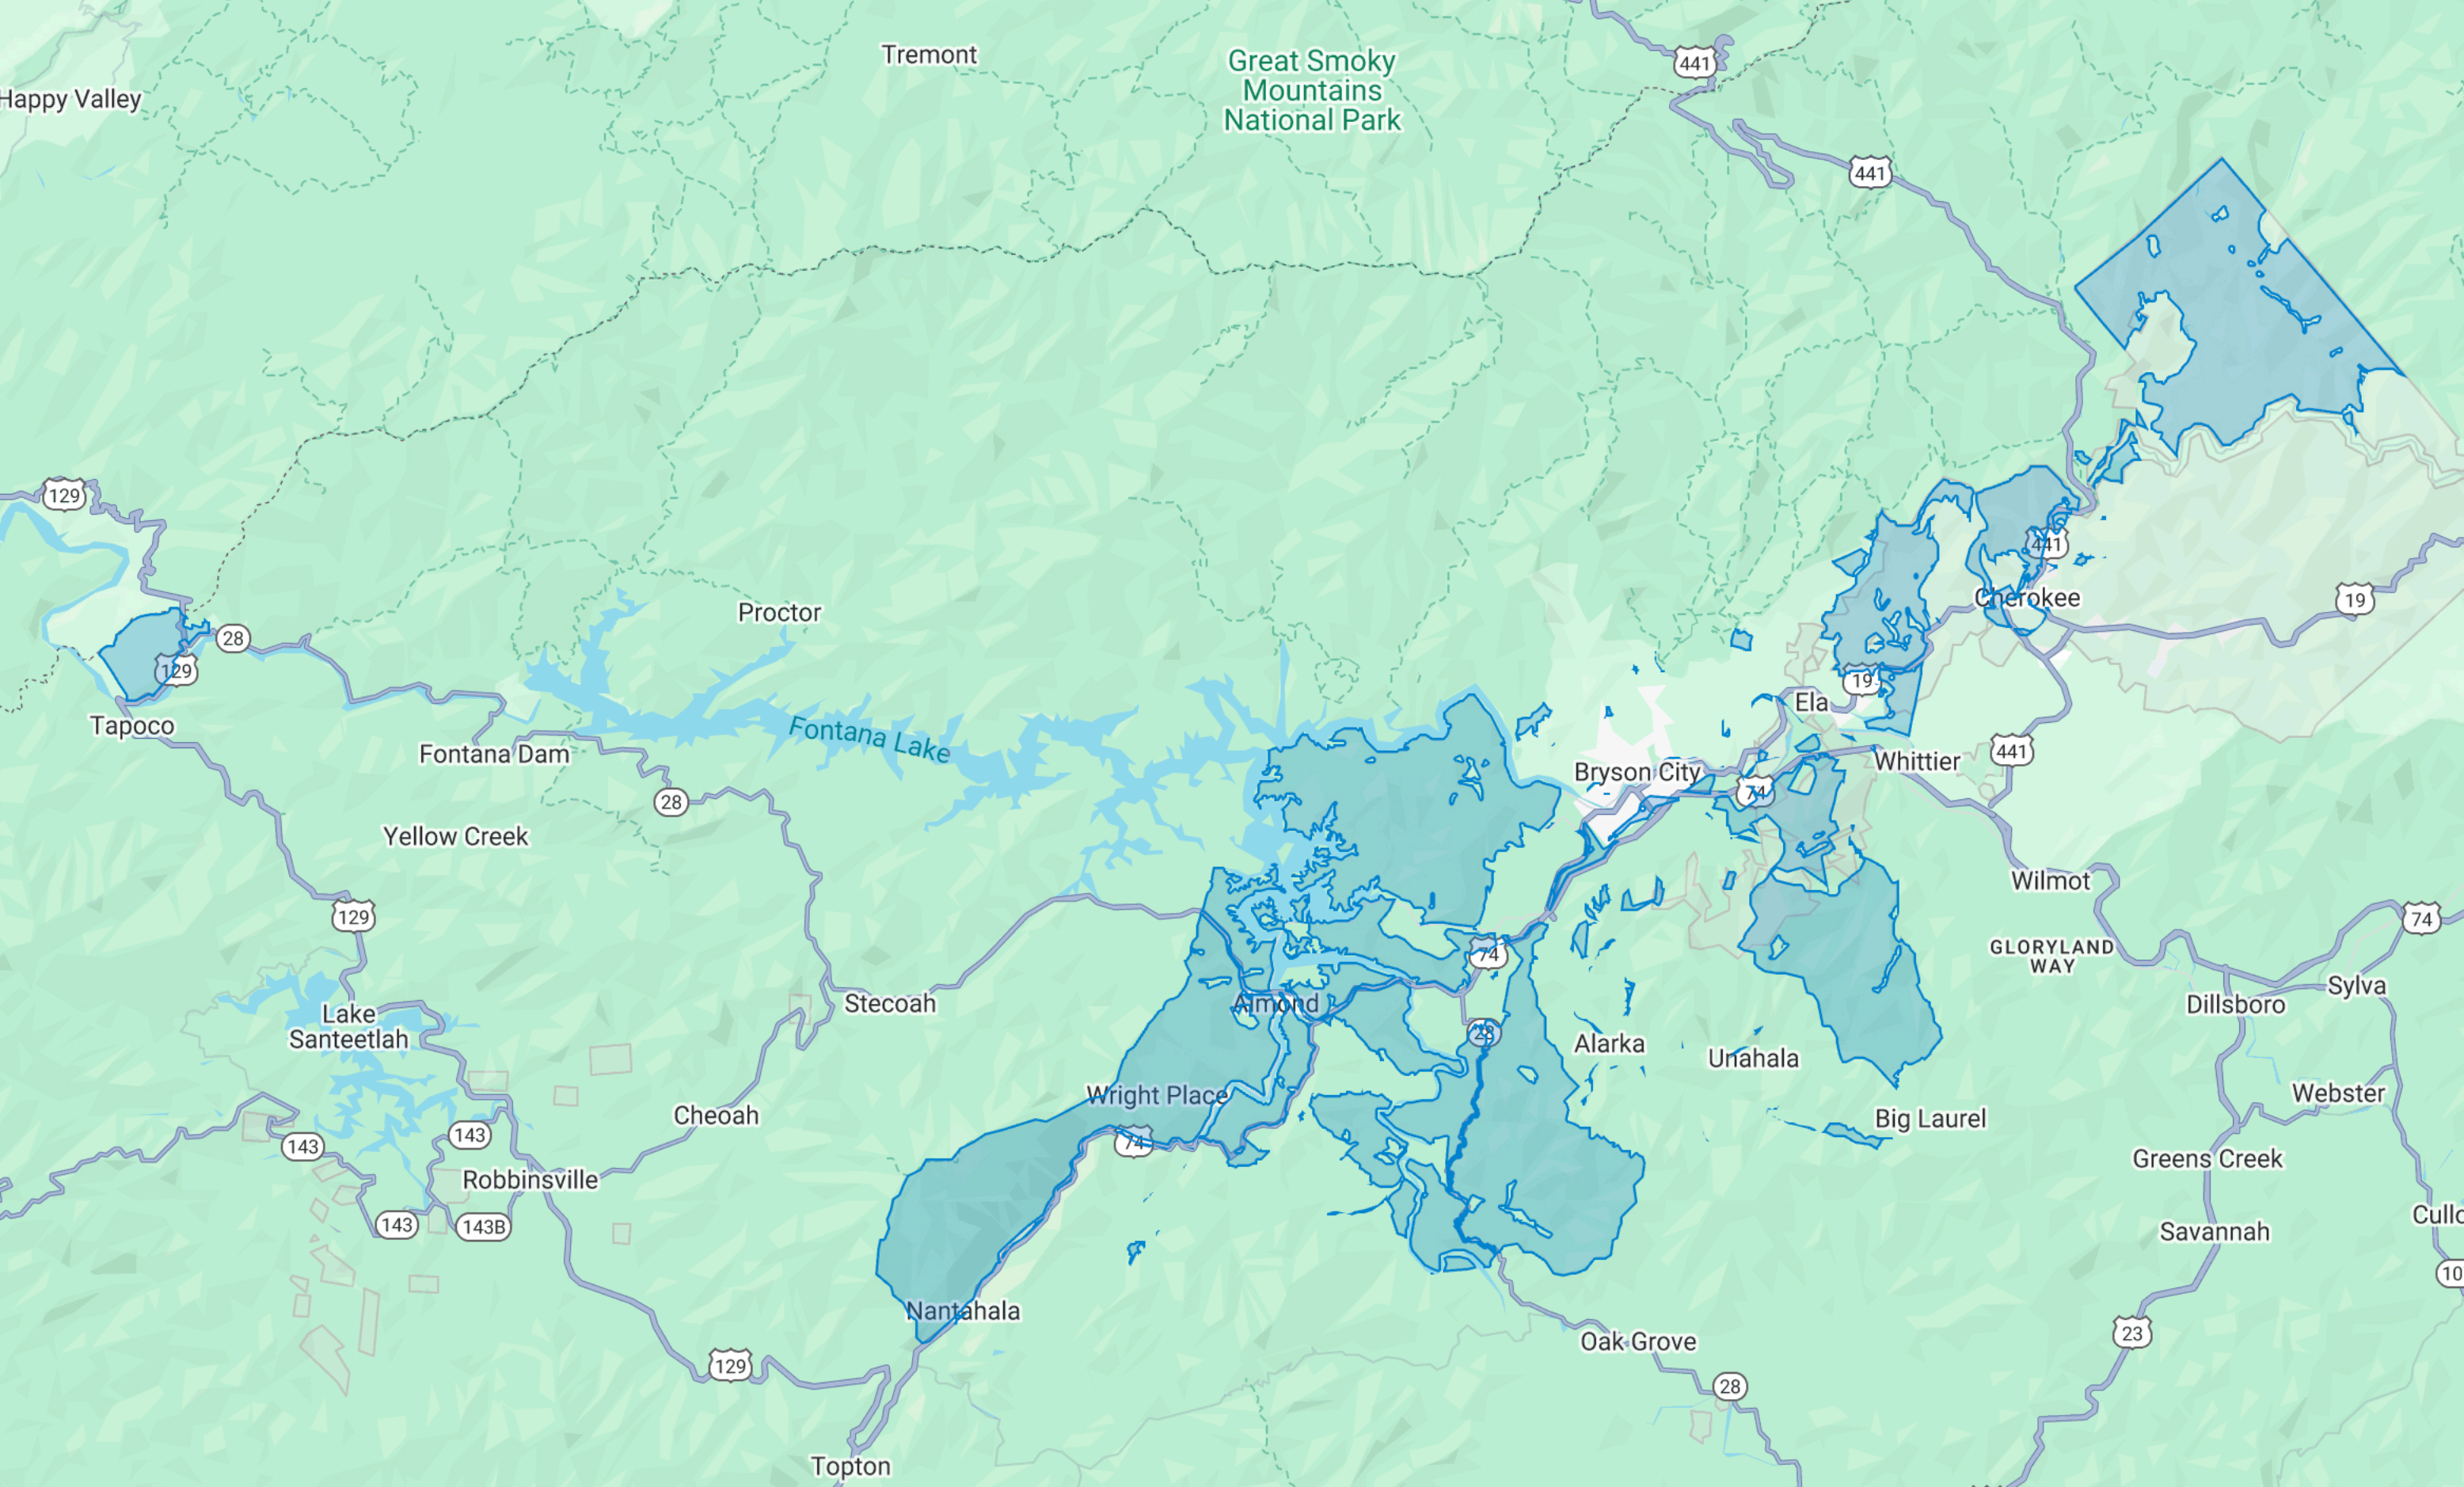 Tremont
Great Smoky
Mountains
National Park
441
Happy Valley
441
129
441
Cherokee
19
Proctor
28
129
19
Ela
Tapoco
Fontana Lake
Fontana Dam
441
Whittier
Bryson City
74
28
Yellow Creek
Wilmot
129
74
GLORYLAND
WAY
74
Sylva
Stecoah
Almond
Dillsboro
Lake
Santeetlah
28
Alarka
Unahala
Webster
Wright Place
Cheoah
Big Laurel
143
143
74
Greens Creek
Robbinsville
143
143B
Savannah
23
Nantahala
Oak Grove
129
28
Topton